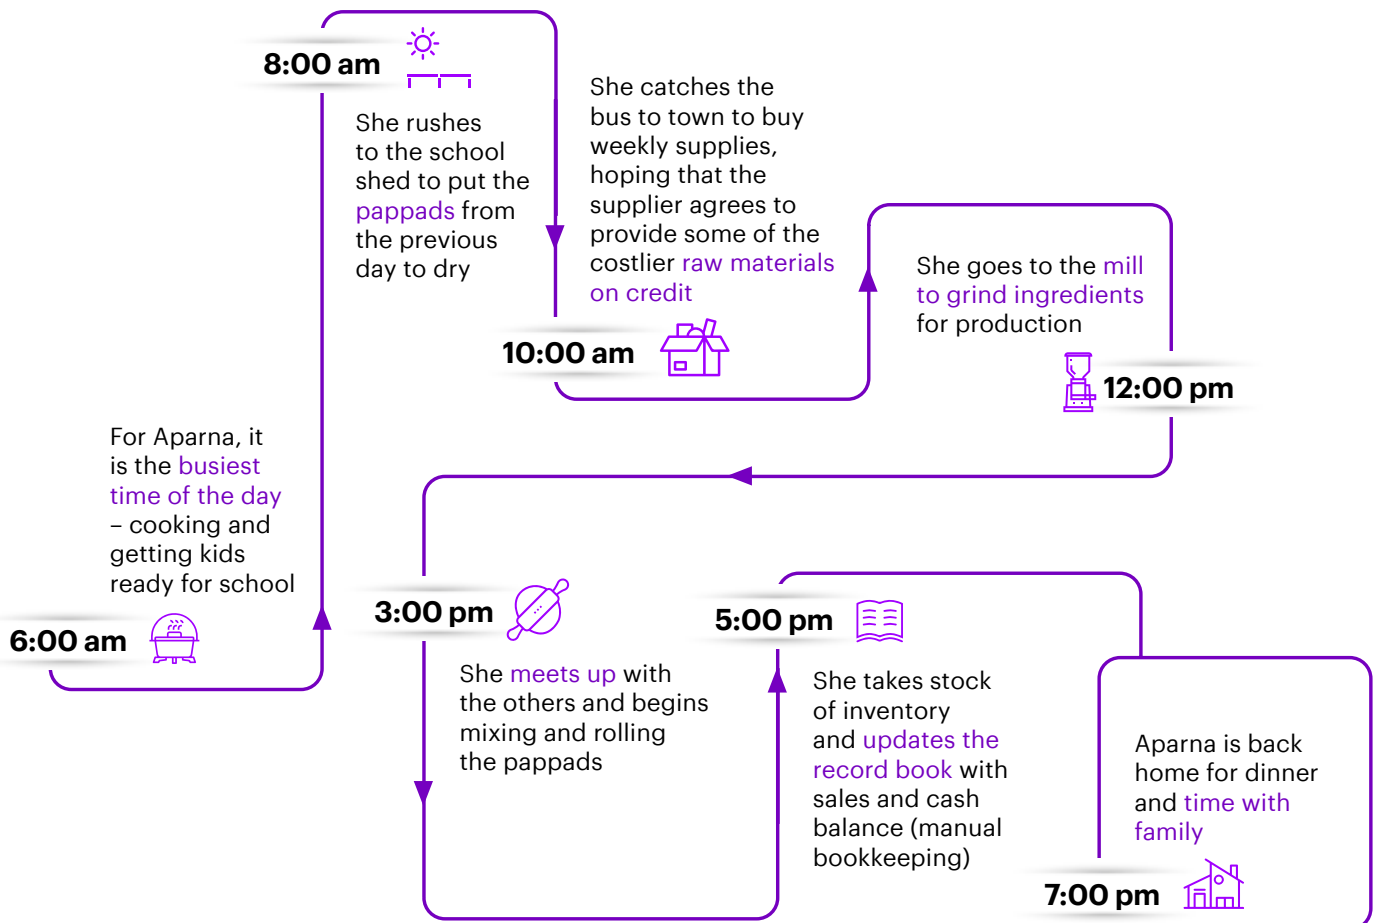 6:00 am
For Aparna, it
is the busiest
time of the day
– cooking and
getting kids
ready for school
8:00 am
She rushes
to the school
shed to put the
pappads from
the previous
day to dry
10:00 am
She catches the
bus to town to buy
weekly supplies,
hoping that the
supplier agrees to
provide some of the
costlier raw materials
on credit
12:00 pm
She goes to the mill
to grind ingredients
for production
3:00 pm
She meets up with
the others and begins
mixing and rolling
the pappads
5:00 pm
She takes stock
of inventory
and updates the
record book with
sales and cash
balance (manual
bookkeeping)
7:00 pm
Aparna is back
home for dinner
and time with
family